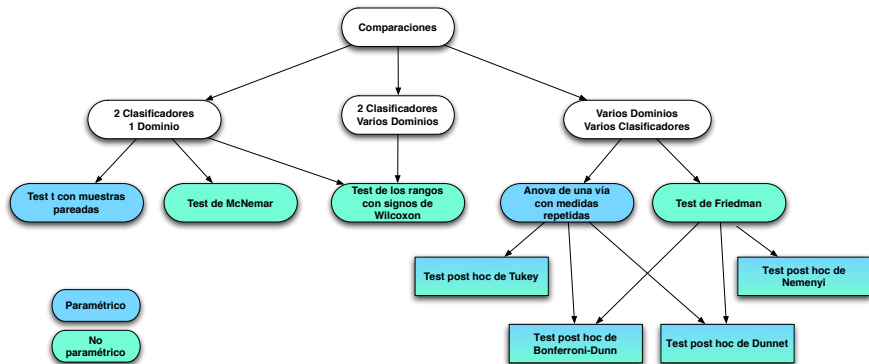 Comparaciones
2 Clasificadores
1 Dominio
2 Clasificadores
Varios Dominios
Varios Dominios
Varios Clasificadores
Test t con muestras
pareadas
Test de McNemar
Test de los rangos
con signos de
Wilcoxon
Anova de una vía
con medidas
repetidas
Test de Friedman
Test post hoc de Tukey
Test post hoc de
Nemenyi
Paramétrico
No
paramétrico
Test post hoc de
Bonferroni-Dunn
Test post hoc de Dunnet